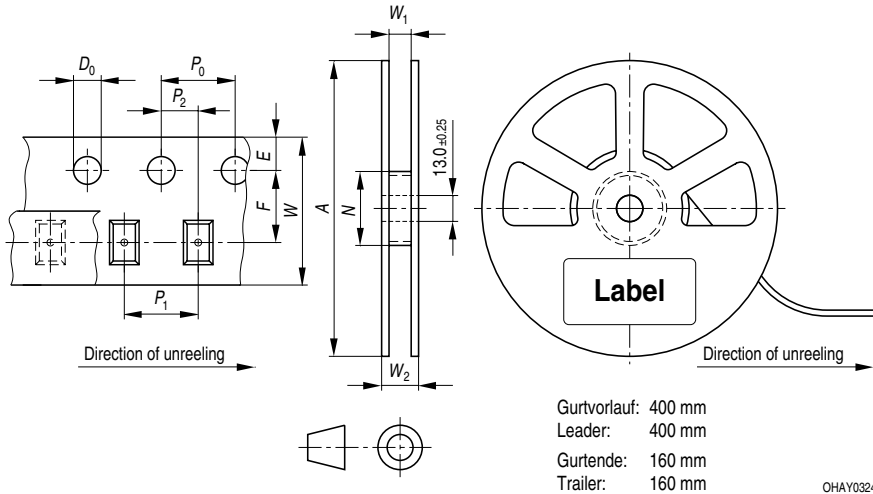 W1
D0
P0
P2
E
F
W
A
N
13.0±0.25
P1
W2
Label
Direction of unreeling
Direction of unreeling
Gurtvorlauf: 400 mm
Leader: 400 mm
Gurtende: 160 mm
Trailer: 160 mm
OHAY0324